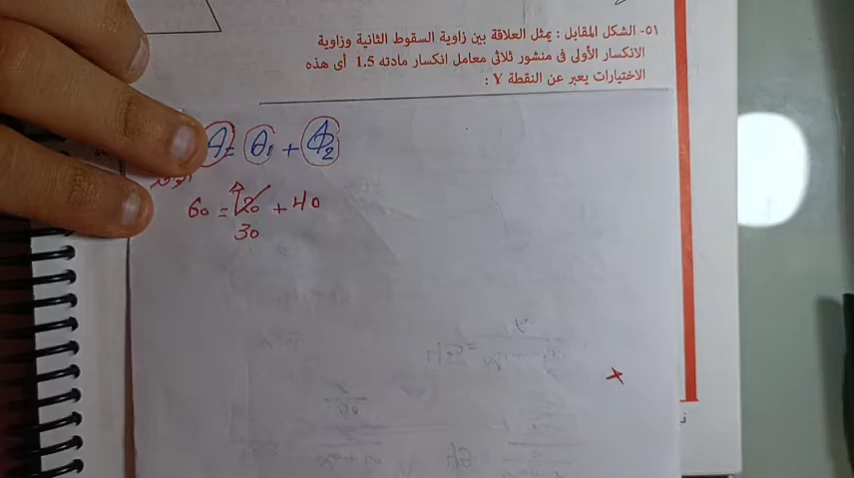 ٥١- الشكل المقابل : يمثل العلاقة بين زاوية السقوط الثانية وزاوية
الانكسار الأولى فى منشور ثلاثى معامل انكسار مادته 1.5 أى هذه
الاختيارات يعبر عن النقطة Y :
A = θ1 + Φ2
60 = 20 + 40
30